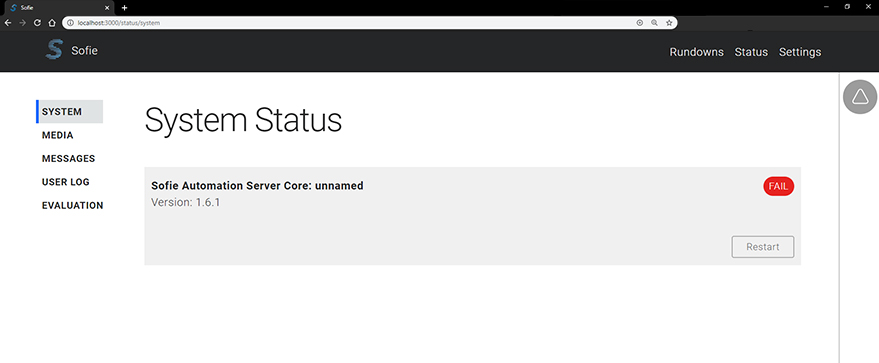 Sofie
localhost:3000/status/system
Sofie
Rundowns Status Settings
SYSTEM
MEDIA
MESSAGES
USER LOG
EVALUATION
System Status
Sofie Automation Server Core: unnamed
FAIL
Version: 1.6.1
Restart